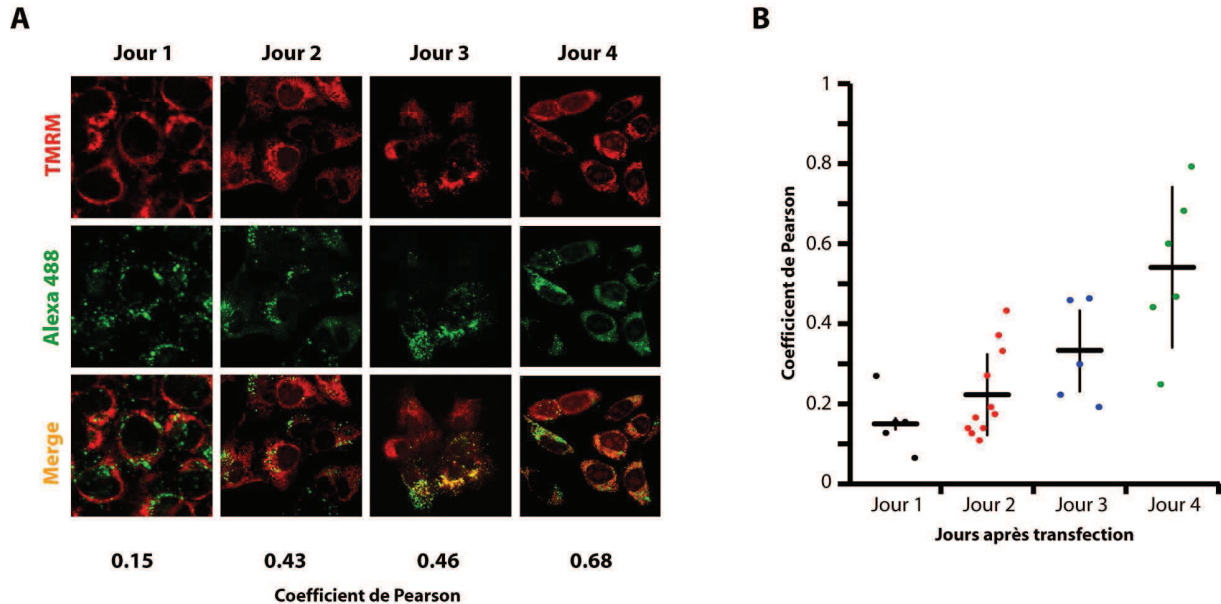 A
Jour 1
Jour 2
Jour 3
Jour 4
TMRM
Alexa 488
Merge
0.15
0.43
0.46
0.68
Coefficient de Pearson
B
Coefficicent de Pearson
1
0.8
0.6
0.4
0.2
0
Jour 1
Jour 2
Jour 3
Jour 4
Jours après transfection